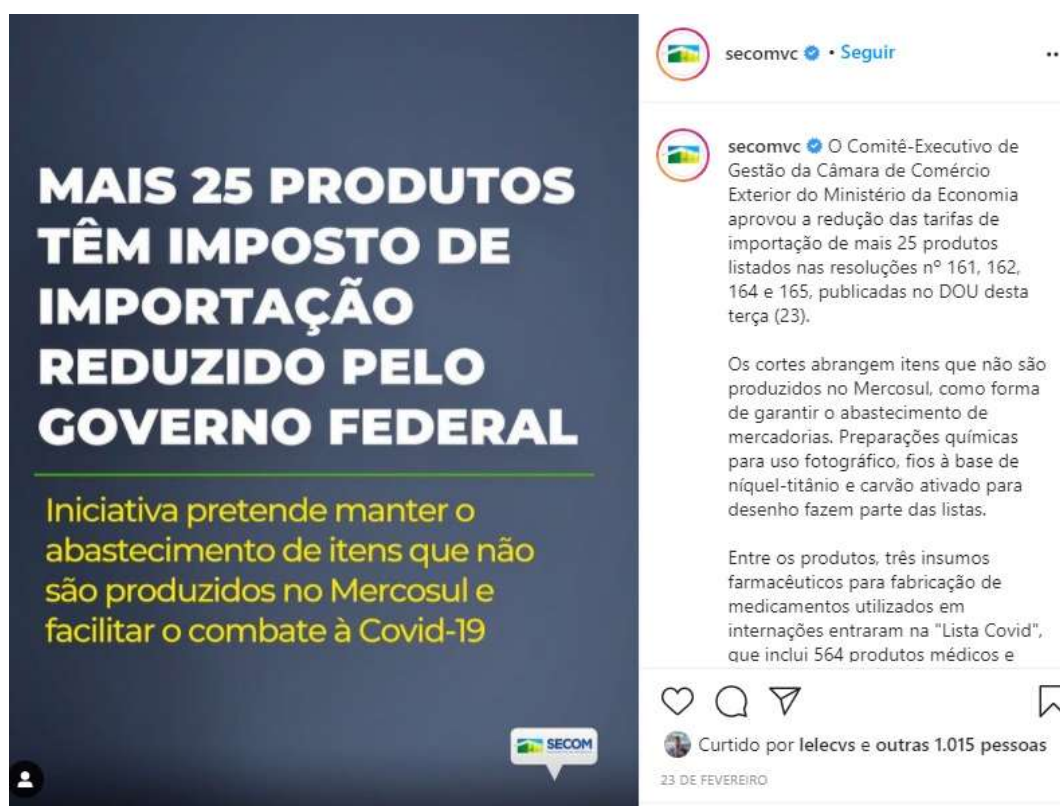 MAIS 25 PRODUTOS
TÊM IMPOSTO DE
IMPORTAÇÃO
REDUZIDO PELO
GOVERNO FEDERAL
Iniciativa pretende manter o
abastecimento de itens que não
são produzidos no Mercosul e
facilitar o combate à Covid-19
SECOM
secomvc • Seguir
secomvc O Comitê-Executivo de
Gestão da Câmara de Comércio
Exterior do Ministério da Economia
aprovou a redução das tarifas de
importação de mais 25 produtos
listados nas resoluções nº 161, 162,
164 e 165, publicadas no DOU desta
terça (23).
Os cortes abrangem itens que não são
produzidos no Mercosul, como forma
de garantir o abastecimento de
mercadorias. Preparações químicas
para uso fotográfico, fios à base de
níquel-titânio e carvão ativado para
desenho fazem parte das listas.
Entre os produtos, três insumos
farmacêuticos para fabricação de
medicamentos utilizados em
internações entraram na "Lista Covid",
que inclui 564 produtos médicos e
Curtido por lelecvs e outras 1.015 pessoas
23 DE FEVEREIRO